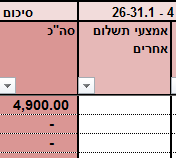 סיכום 26-31.1 - 4
סה"כ אמצעי תשלום
אחרים
4,900.00
-
-
-